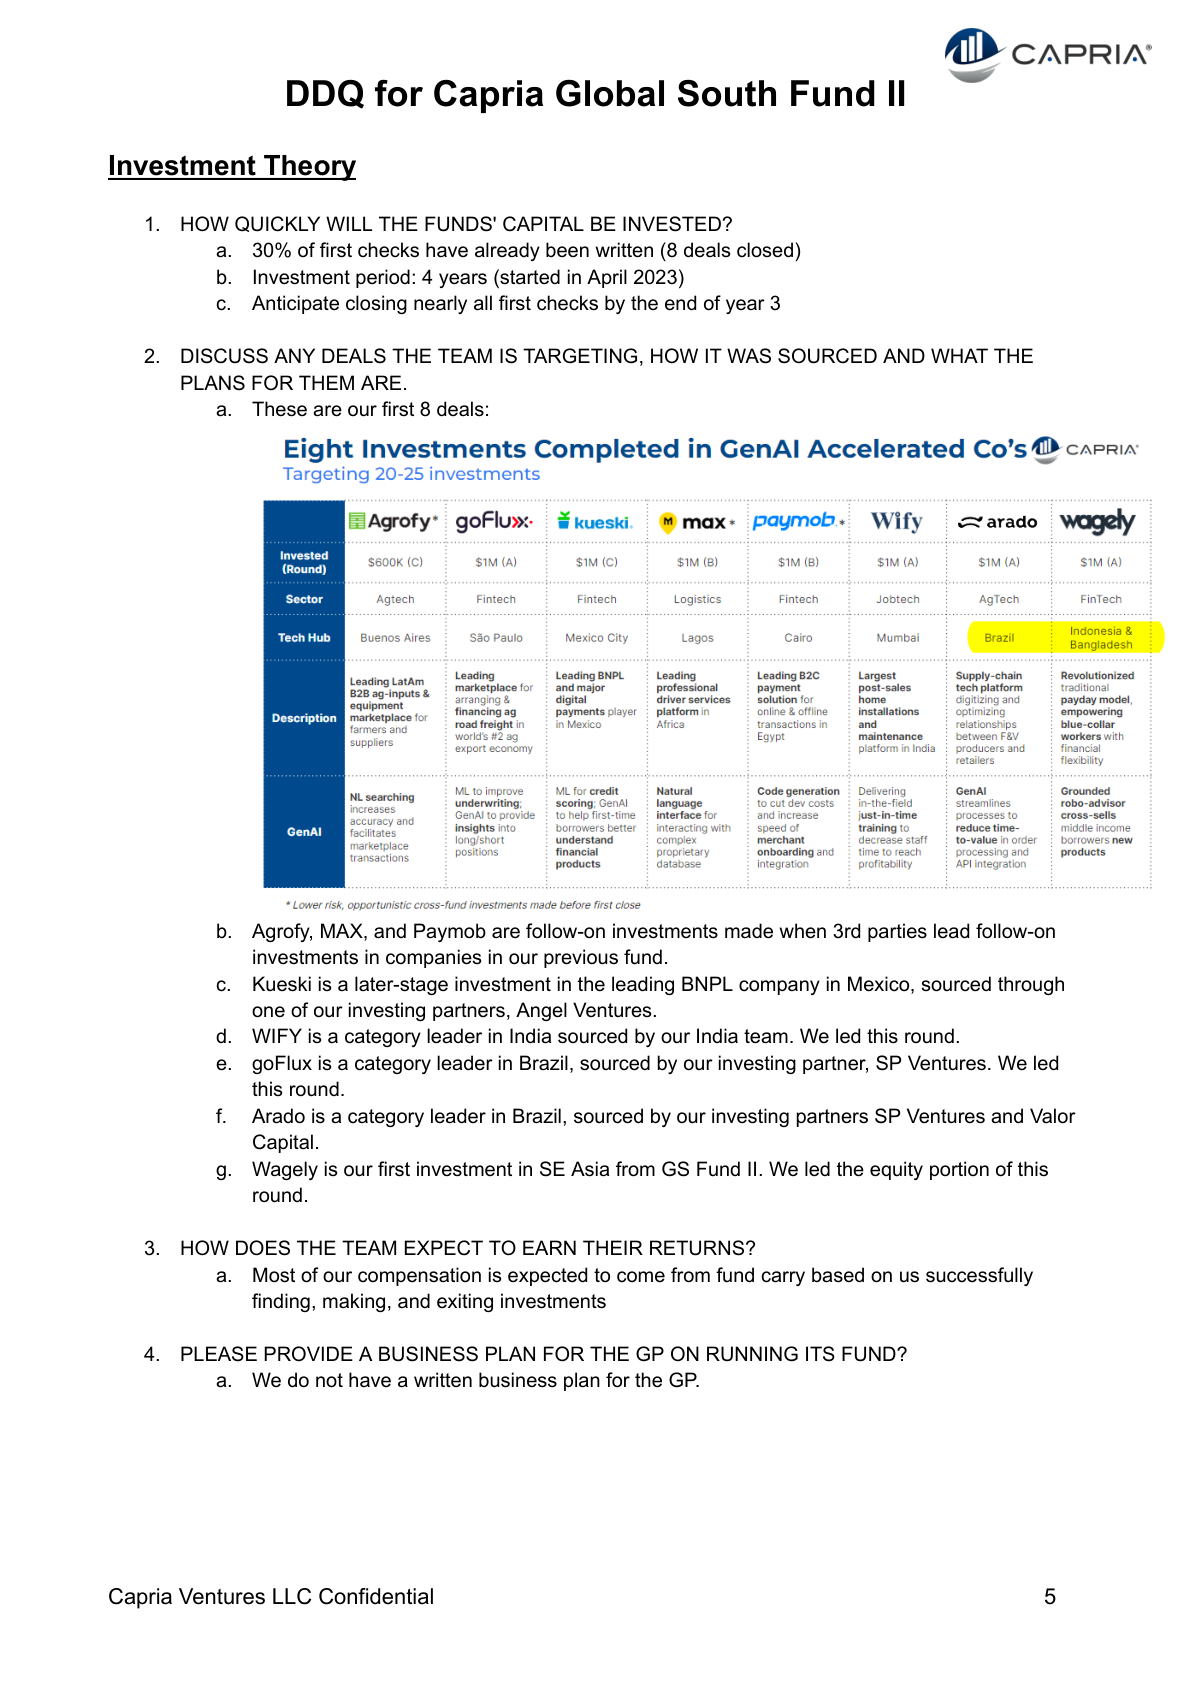 CAPRIA®
DDQ for Capria Global South Fund II
Investment Theory
1. HOW QUICKLY WILL THE FUNDS' CAPITAL BE INVESTED?
a. 30% of first checks have already been written (8 deals closed)
b. Investment period: 4 years (started in April 2023)
c. Anticipate closing nearly all first checks by the end of year 3
2. DISCUSS ANY DEALS THE TEAM IS TARGETING, HOW IT WAS SOURCED AND WHAT THE
PLANS FOR THEM ARE.
a. These are our first 8 deals:
Eight Investments Completed in GenAI Accelerated Co's CAPRIA®
Targeting 20-25 investments
Agrofy* goFlux* kueski. max* paymob.* Wify arado wagely
Invested
(Round)
$600K (C) $1M (A) $1M (C) $1M (B) $1M (B) $1M (A) $1M (A) $1M (A)
Sector Agtech Fintech Fintech Logistics Fintech Jobtech AgTech FinTech
Tech Hub Buenos Aires São Paulo Mexico City Lagos Cairo Mumbai Brazil
Indonesia &
Bangladesh
Description
Leading LatAm
B2B ag-inputs &
equipment
marketplace for
farmers and
suppliers
Leading
marketplace for
arranging &
financing ag
road freight in
world's #2 ag
export economy
Leading BNPL
and major
digital
payments player
in Mexico
Leading
professional
driver services
platform in
Africa
Leading B2C
payment
solution for
online & offline
transactions in
Egypt
Largest
post-sales
home
installations
and
maintenance
platform in India
Supply-chain
tech platform
digitizing and
optimizing
relationships
between F&V
producers and
retailers
Revolutionized
traditional
payday model,
empowering
blue-collar
workers with
financial
flexibility
GenAI
NL searching
increases
accuracy and
facilitates
marketplace
transactions
ML to improve
underwriting;
GenAI to provide
insights into
long/short
positions
ML for credit
scoring; GenAI
to help first-time
borrowers better
understand
financial
products
Natural
language
interface for
interacting with
complex
proprietary
database
Code generation
to cut dev costs
and increase
speed of
merchant
onboarding and
integration
Delivering
in-the-field
just-in-time
training to
decrease staff
time to reach
profitability
GenAI
streamlines
processes to
reduce time-
to-value in order
processing and
API integration
Grounded
robo-advisor
cross-sells
middle income
borrowers new
products
* Lower risk, opportunistic cross-fund investments made before first close
b. Agrofy, MAX, and Paymob are follow-on investments made when 3rd parties lead follow-on
investments in companies in our previous fund.
c. Kueski is a later-stage investment in the leading BNPL company in Mexico, sourced through
one of our investing partners, Angel Ventures.
d. WIFY is a category leader in India sourced by our India team. We led this round.
e. goFlux is a category leader in Brazil, sourced by our investing partner, SP Ventures. We led
this round.
f. Arado is a category leader in Brazil, sourced by our investing partners SP Ventures and Valor
Capital.
g. Wagely is our first investment in SE Asia from GS Fund II. We led the equity portion of this
round.
3. HOW DOES THE TEAM EXPECT TO EARN THEIR RETURNS?
a. Most of our compensation is expected to come from fund carry based on us successfully
finding, making, and exiting investments
4. PLEASE PROVIDE A BUSINESS PLAN FOR THE GP ON RUNNING ITS FUND?
a. We do not have a written business plan for the GP.
Capria Ventures LLC Confidential 5